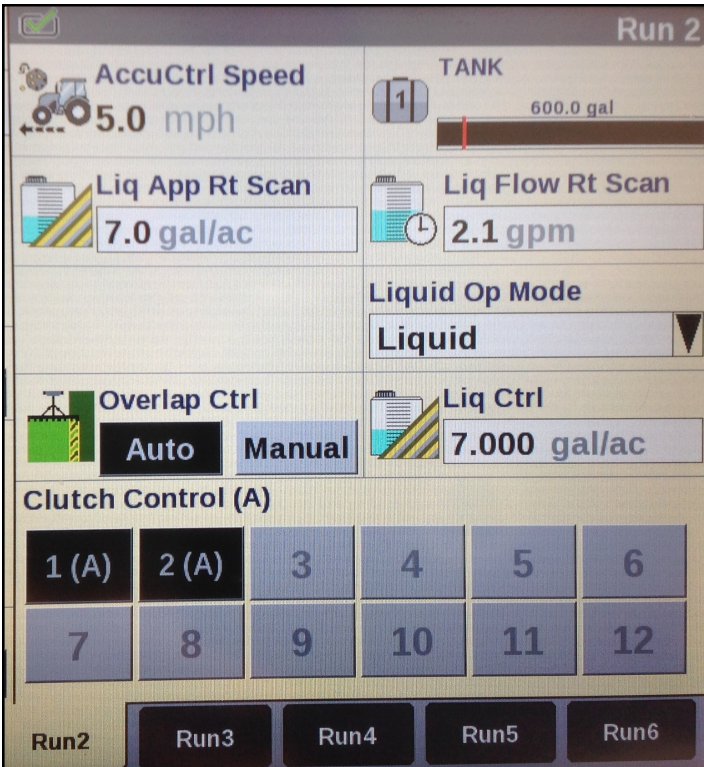 Run 2
AccuCtrl Speed
5.0 mph
TANK
1
600.0 gal
Liq App Rt Scan
7.0 gal/ac
Liq Flow Rt Scan
2.1 gpm
Liquid Op Mode
Liquid
Overlap Ctrl
Auto Manual
Liq Ctrl
7.000 gal/ac
Clutch Control (A)
1 (A) 2 (A) 3 4 5 6
7 8 9 10 11 12
Run2 Run3 Run4 Run5 Run6